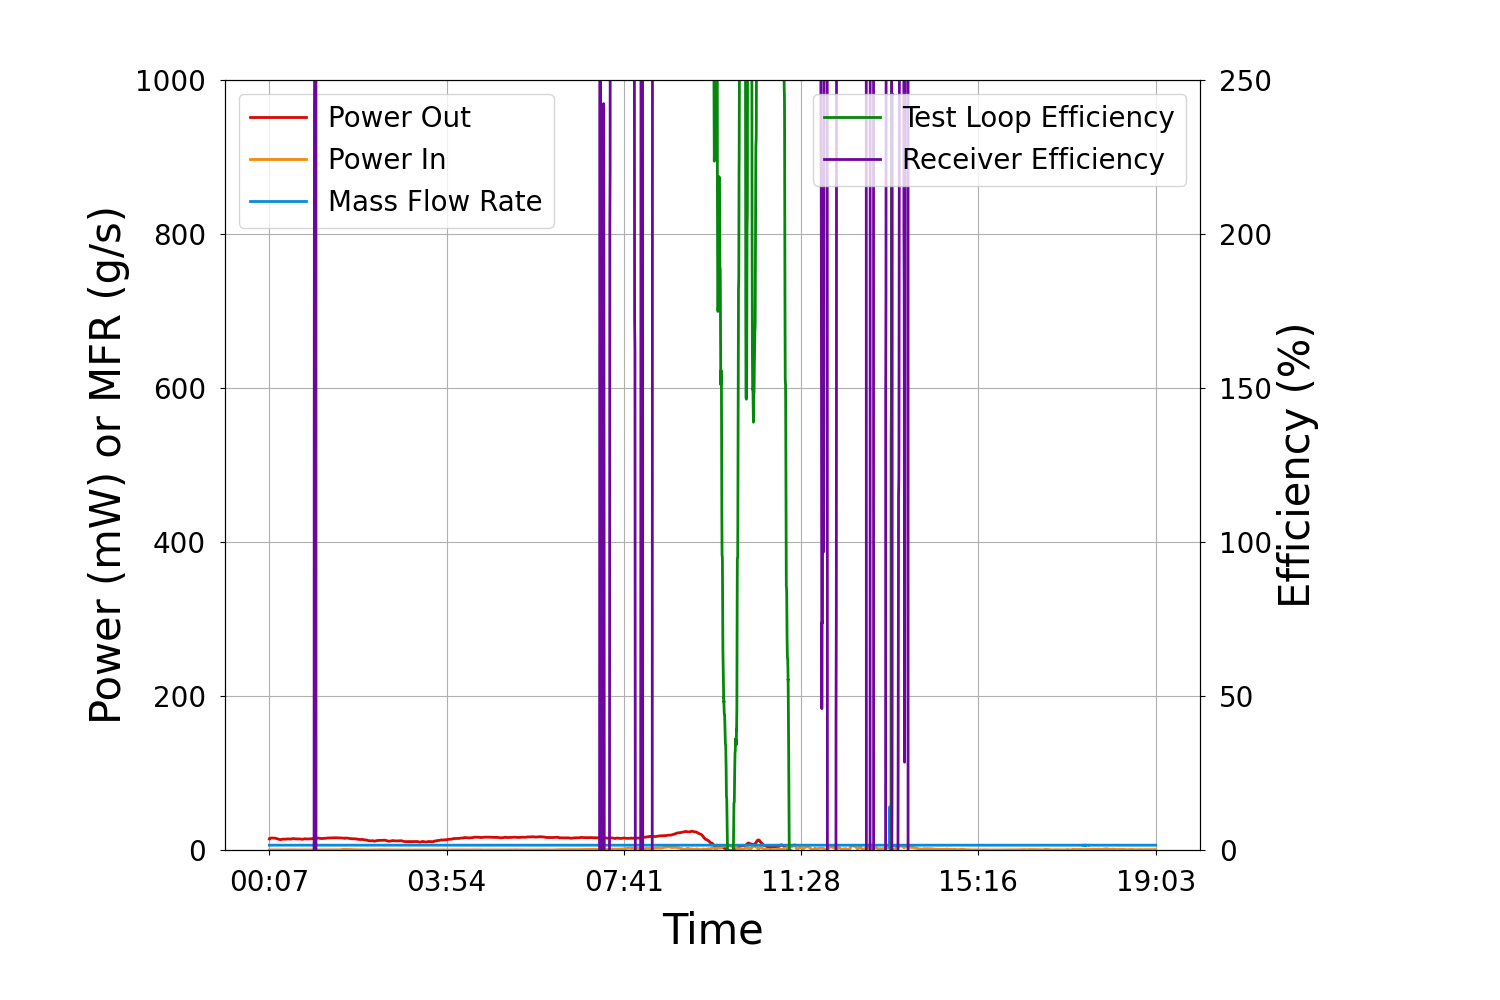 1000
800
600
400
200
0
Power (mW) or MFR (g/s)
Power Out
Power In
Mass Flow Rate
Test Loop Efficiency
Receiver Efficiency
250
200
150
100
50
0
Efficiency (%)
00:07 03:54 07:41 11:28 15:16 19:03
Time